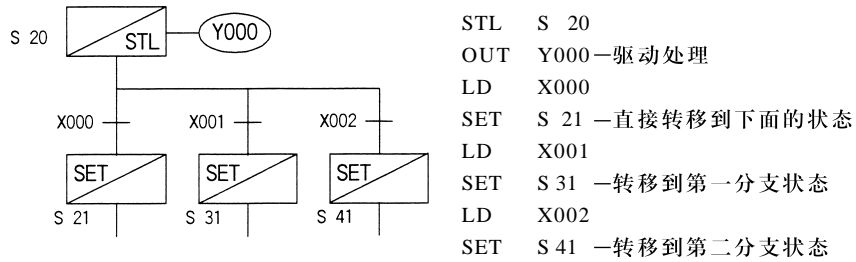 S 20
STL
Y000
X000
X001
X002
SET
SET
SET
S 21
S 31
S 41
STL S 20
OUT Y000—驱动处理
LD X000
SET S 21 —直接转移到下面的状态
LD X001
SET S 31 —转移到第一分支状态
LD X002
SET S 41 —转移到第二分支状态